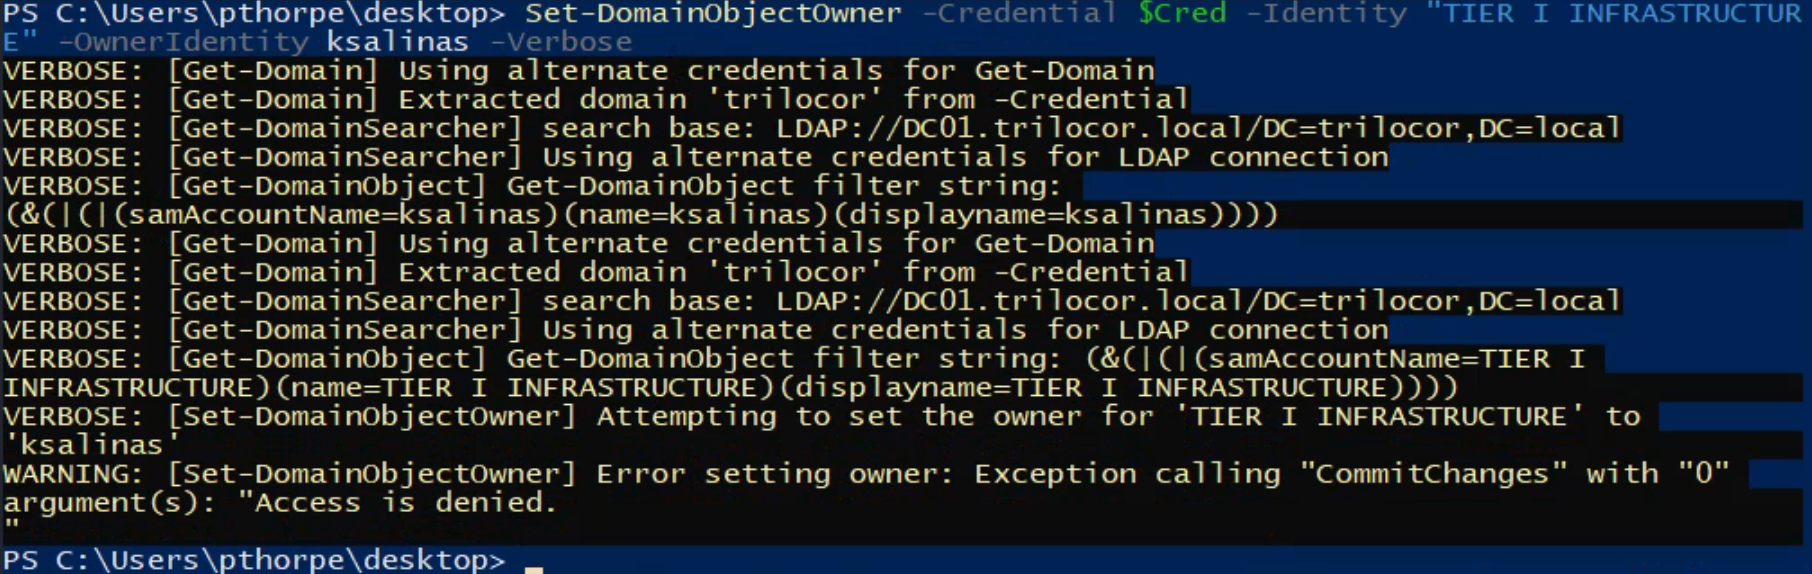 PS C:\Users\pthorpe\desktop> Set-DomainObjectOwner -Credential $Cred -Identity "TIER I INFRASTRUCTUR
E" -OwnerIdentity ksalinas -Verbose
VERBOSE: [Get-Domain] Using alternate credentials for Get-Domain
VERBOSE: [Get-Domain] Extracted domain 'trilocor' from -Credential
VERBOSE: [Get-DomainSearcher] search base: LDAP://DC01.trilocor.local/DC=trilocor,DC=local
VERBOSE: [Get-DomainSearcher] Using alternate credentials for LDAP connection
VERBOSE: [Get-DomainObject] Get-DomainObject filter string:
(&(|(|(samAccountName=ksalinas)(name=ksalinas)(displayname=ksalinas))))
VERBOSE: [Get-Domain] Using alternate credentials for Get-Domain
VERBOSE: [Get-Domain] Extracted domain 'trilocor' from -Credential
VERBOSE: [Get-DomainSearcher] search base: LDAP://DC01.trilocor.local/DC=trilocor,DC=local
VERBOSE: [Get-DomainSearcher] Using alternate credentials for LDAP connection
VERBOSE: [Get-DomainObject] Get-DomainObject filter string: (&(|(|(samAccountName=TIER I
INFRASTRUCTURE)(name=TIER I INFRASTRUCTURE)(displayname=TIER I INFRASTRUCTURE))))
VERBOSE: [Set-DomainObjectOwner] Attempting to set the owner for 'TIER I INFRASTRUCTURE' to
'ksalinas'
WARNING: [Set-DomainObjectOwner] Error setting owner: Exception calling "CommitChanges" with "0"
argument(s): "Access is denied.
"
PS C:\Users\pthorpe\desktop>